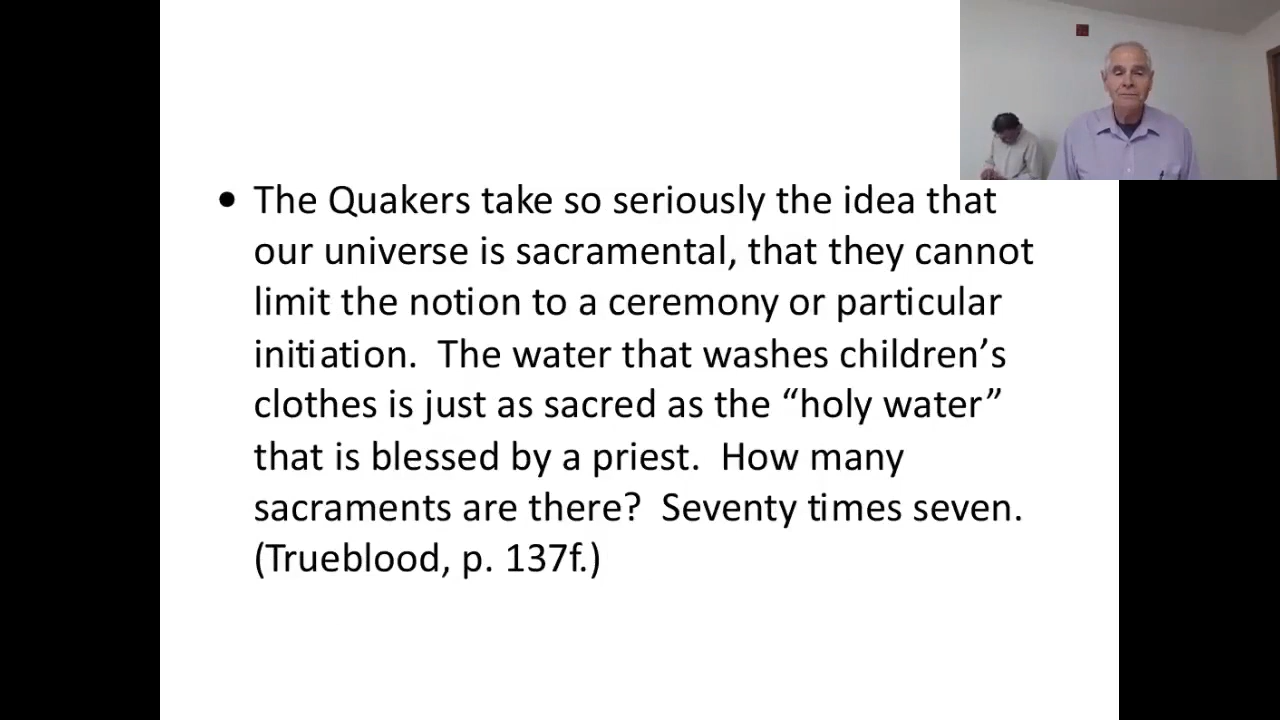 • The Quakers take so seriously the idea that
our universe is sacramental, that they cannot
limit the notion to a ceremony or particular
initiation.  The water that washes children’s
clothes is just as sacred as the “holy water”
that is blessed by a priest.  How many
sacraments are there?  Seventy times seven.
(Trueblood, p. 137f.)